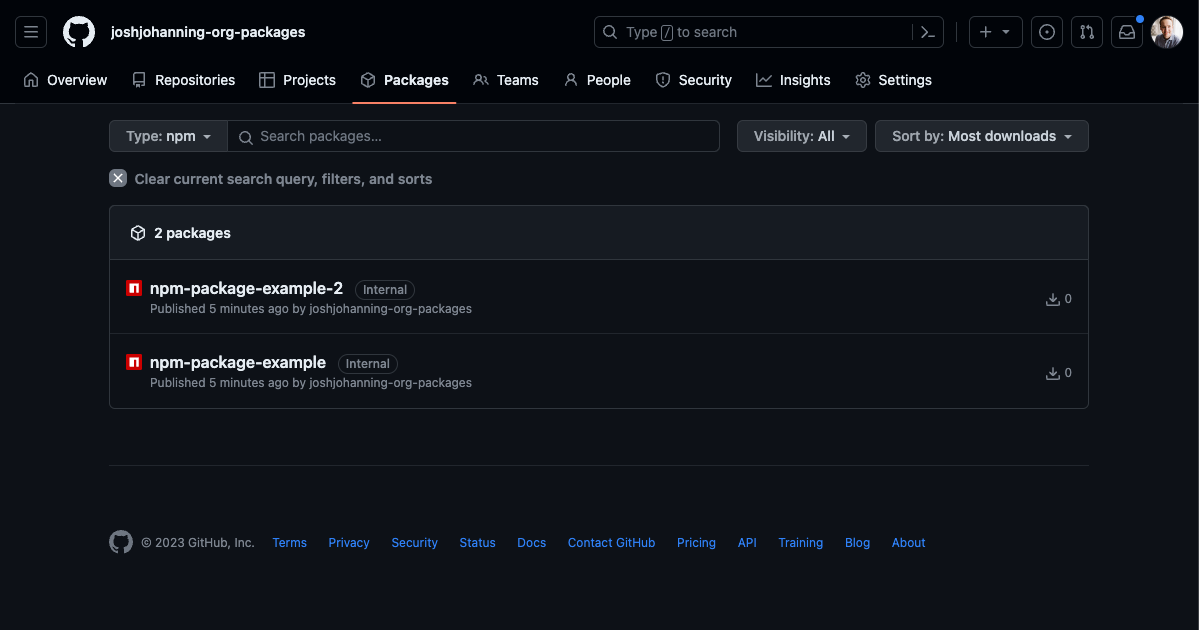 joshjohanning-org-packages
Type / to search
Overview Repositories Projects Packages Teams People Security Insights Settings
Type: npm Search packages... Visibility: All Sort by: Most downloads
Clear current search query, filters, and sorts
2 packages
npm-package-example-2 Internal
Published 5 minutes ago by joshjohanning-org-packages
0
npm-package-example Internal
Published 5 minutes ago by joshjohanning-org-packages
0
© 2023 GitHub, Inc. Terms Privacy Security Status Docs Contact GitHub Pricing API Training Blog About